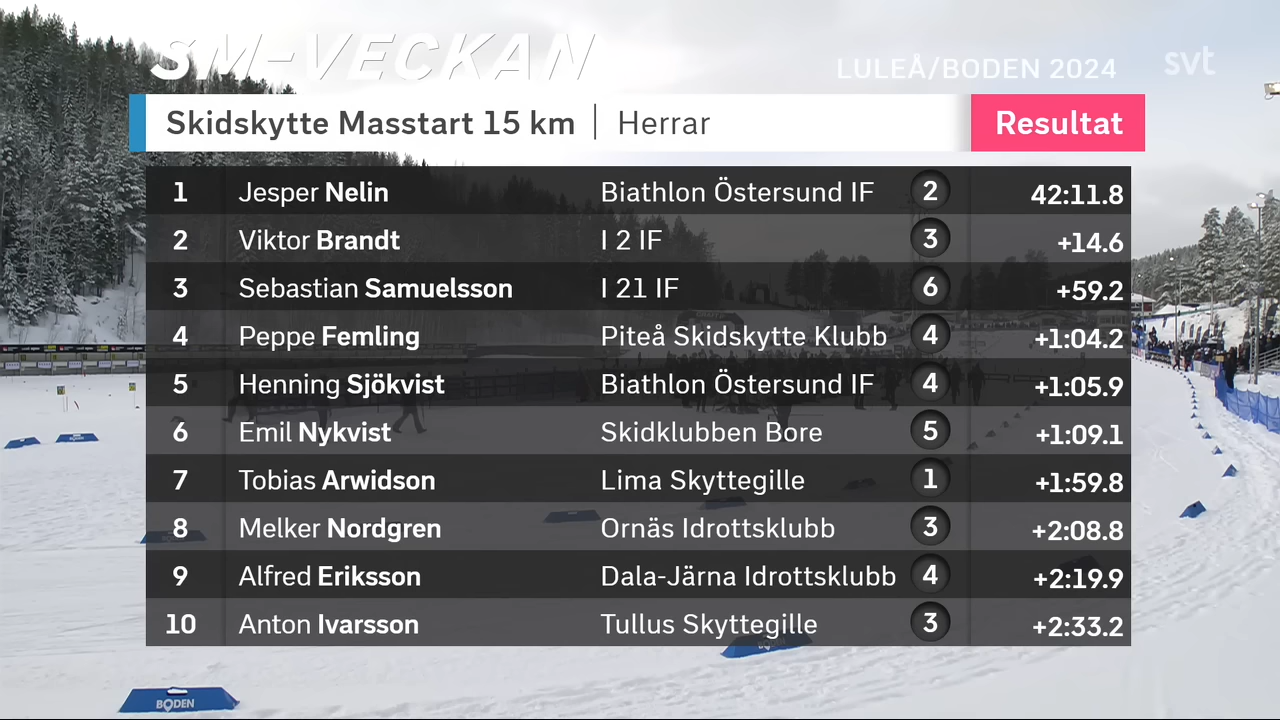 SM-VECKAN
LULEÅ/BODEN 2024 svt
Skidskytte Masstart 15 km | Herrar Resultat
1 Jesper Nelin Biathlon Östersund IF 2 42:11.8
2 Viktor Brandt I 2 IF 3 +14.6
3 Sebastian Samuelsson I 21 IF 6 +59.2
4 Peppe Femling Piteå Skidskytte Klubb 4 +1:04.2
5 Henning Sjökvist Biathlon Östersund IF 4 +1:05.9
6 Emil Nykvist Skidklubben Bore 5 +1:09.1
7 Tobias Arwidson Lima Skyttegille 1 +1:59.8
8 Melker Nordgren Ornäs Idrottsklubb 3 +2:08.8
9 Alfred Eriksson Dala-Järna Idrottsklubb 4 +2:19.9
10 Anton Ivarsson Tullus Skyttegille 3 +2:33.2
BODEN